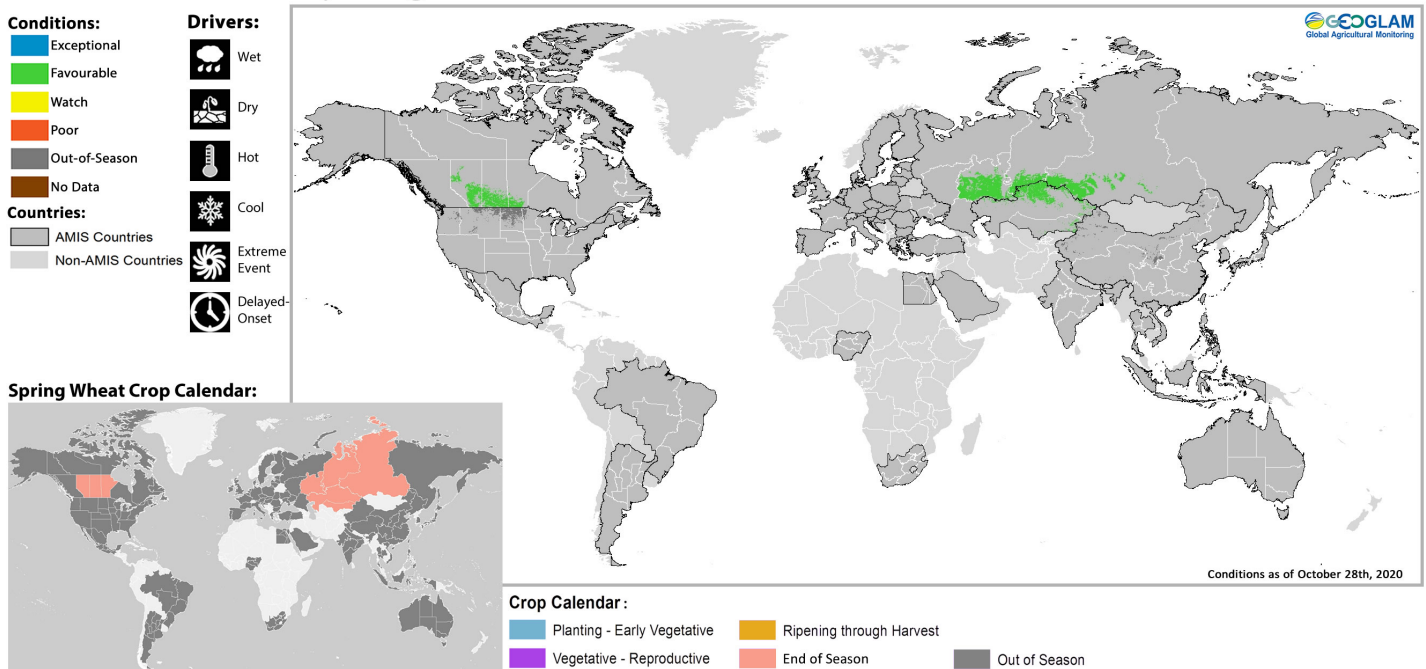 Conditions:
Exceptional
Favourable
Watch
Poor
Out-of-Season
No Data
Countries:
AMIS Countries
Non-AMIS Countries
Drivers:
Wet
Dry
Hot
Cool
Extreme
Event
Delayed-
Onset
GEOGLAM
Global Agricultural Monitoring
Conditions as of October 28th, 2020
Spring Wheat Crop Calendar:
Crop Calendar :
Planting - Early Vegetative
Ripening through Harvest
Vegetative - Reproductive
End of Season
Out of Season